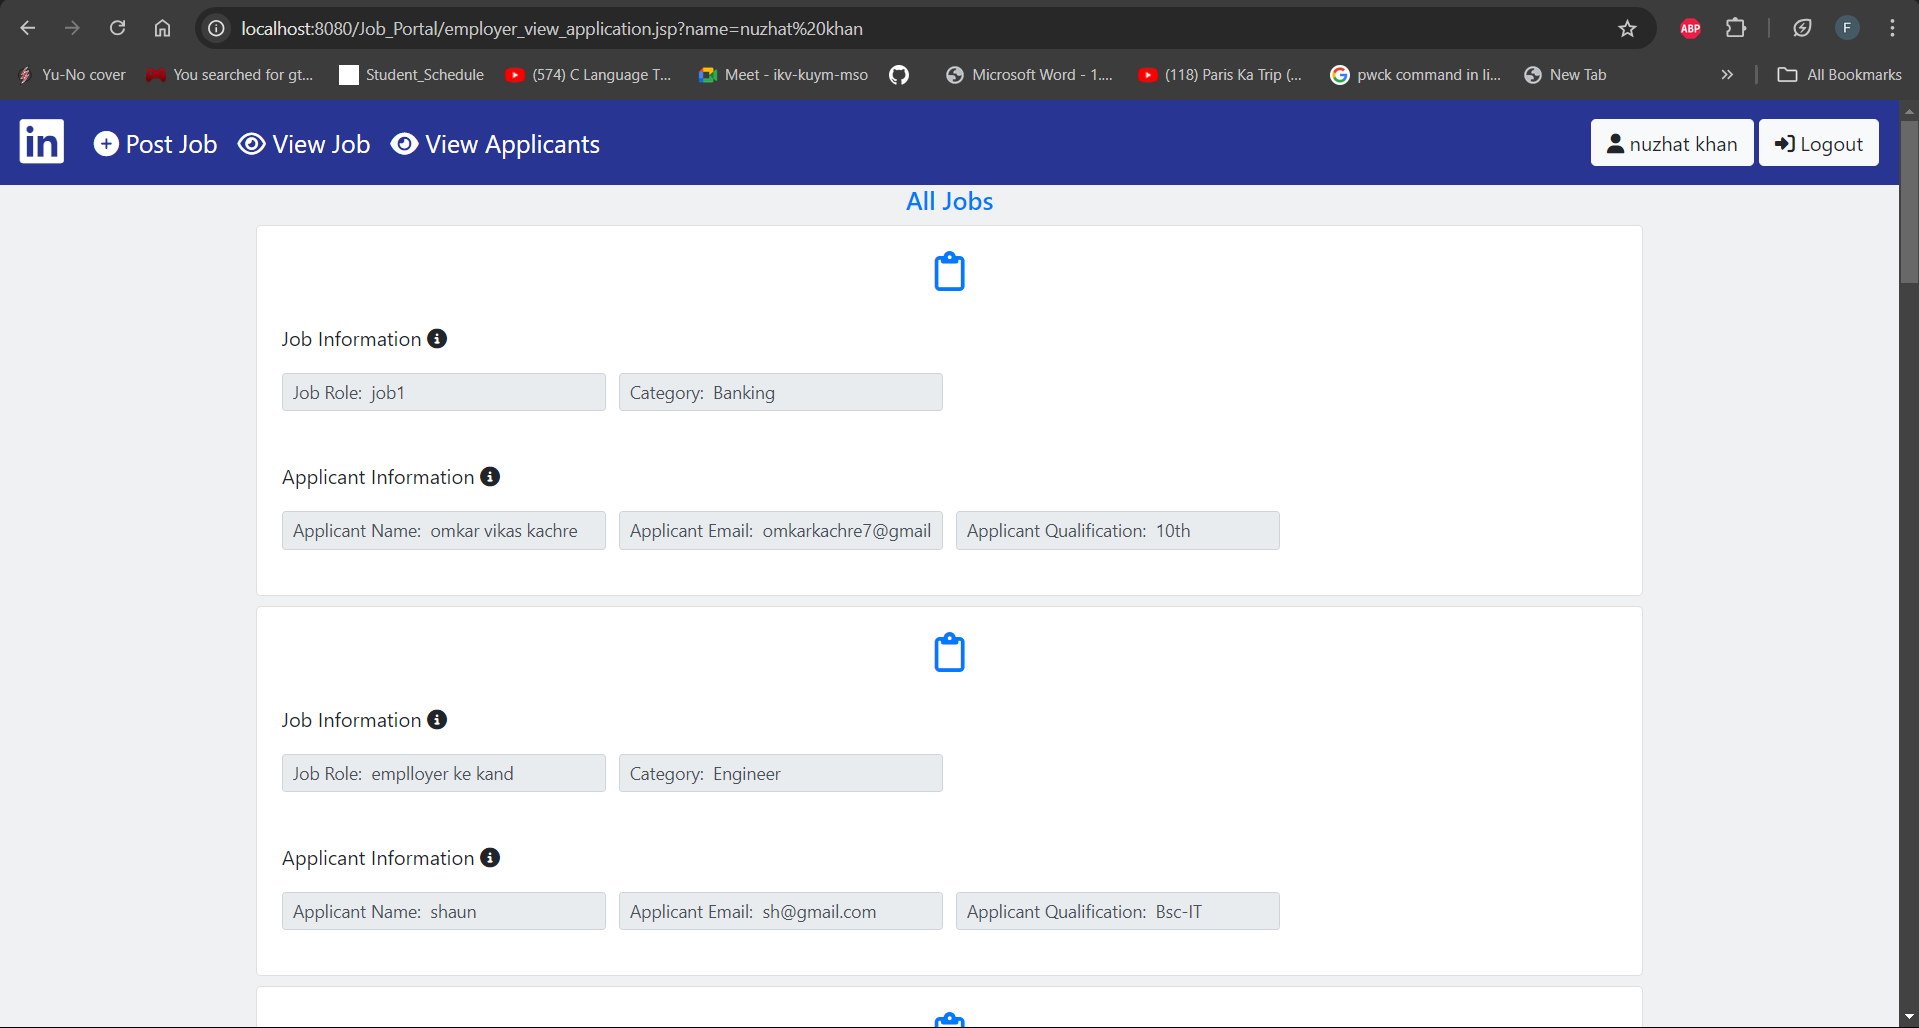 localhost:8080/Job_Portal/employer_view_application.jsp?name=nuzhat%20khan
ABP
F
Yu-No cover
You searched for gt...
Student_Schedule
(574) C Language T...
Meet - ikv-kuym-mso
Microsoft Word - 1....
(118) Paris Ka Trip (...
pwck command in li...
New Tab
All Bookmarks
in
Post Job
View Job
View Applicants
nuzhat khan
Logout
All Jobs
Job Information
Job Role: job1
Category: Banking
Applicant Information
Applicant Name: omkar vikas kachre
Applicant Email: omkarkachre7@gmail
Applicant Qualification: 10th
Job Information
Job Role: emplloyer ke kand
Category: Engineer
Applicant Information
Applicant Name: shaun
Applicant Email: sh@gmail.com
Applicant Qualification: Bsc-IT